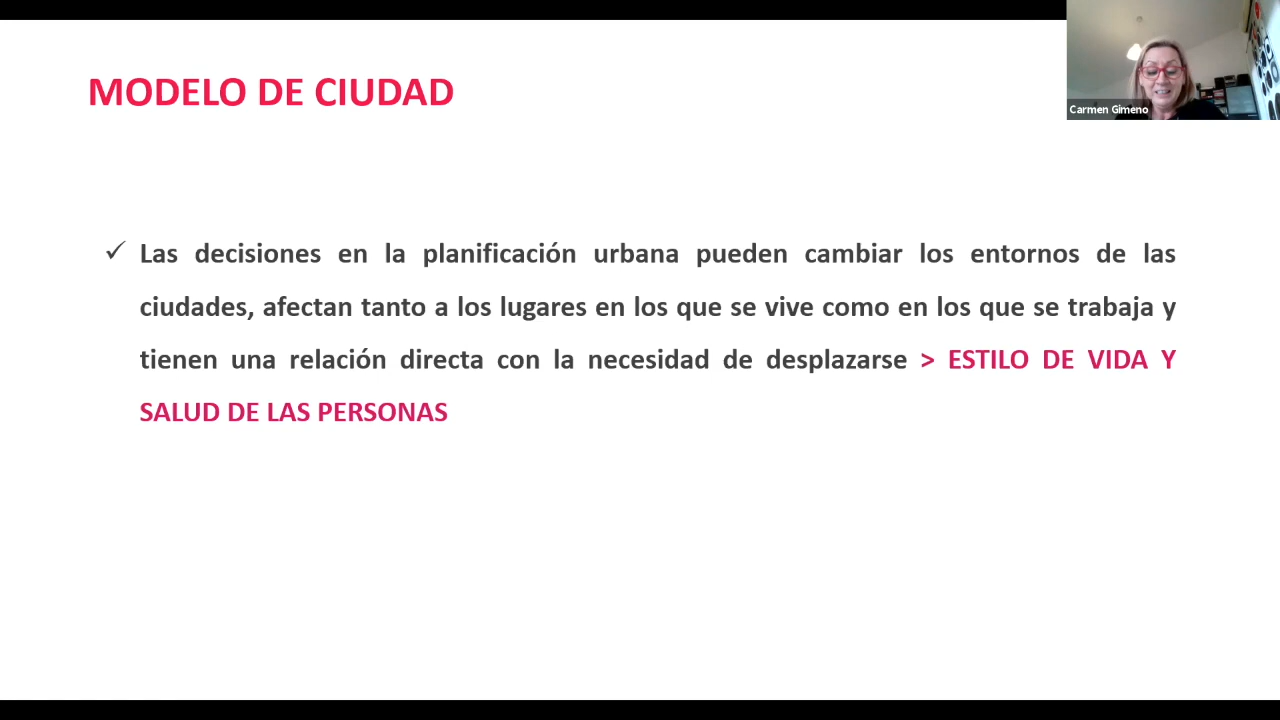 MODELO DE CIUDAD
Carmen Gimeno
✓ Las decisiones en la planificación urbana pueden cambiar los entornos de las
ciudades, afectan tanto a los lugares en los que se vive como en los que se trabaja y
tienen una relación directa con la necesidad de desplazarse > ESTILO DE VIDA Y
SALUD DE LAS PERSONAS